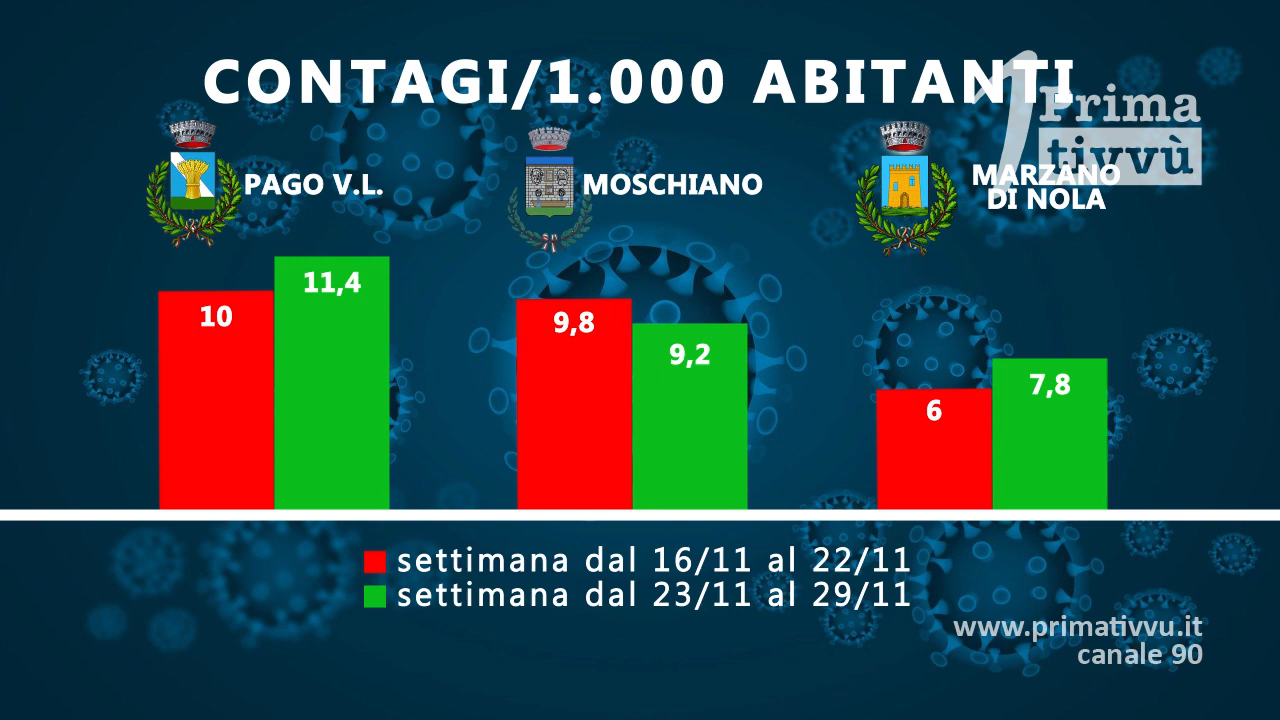 CONTAGI/1.000 ABITANTI
Prima
tivvù
PAGO V.L.
MOSCHIANO
MARZANO
DI NOLA
10
11,4
9,8
9,2
6
7,8
settimana dal 16/11 al 22/11
settimana dal 23/11 al 29/11
www.primativvu.it
canale 90